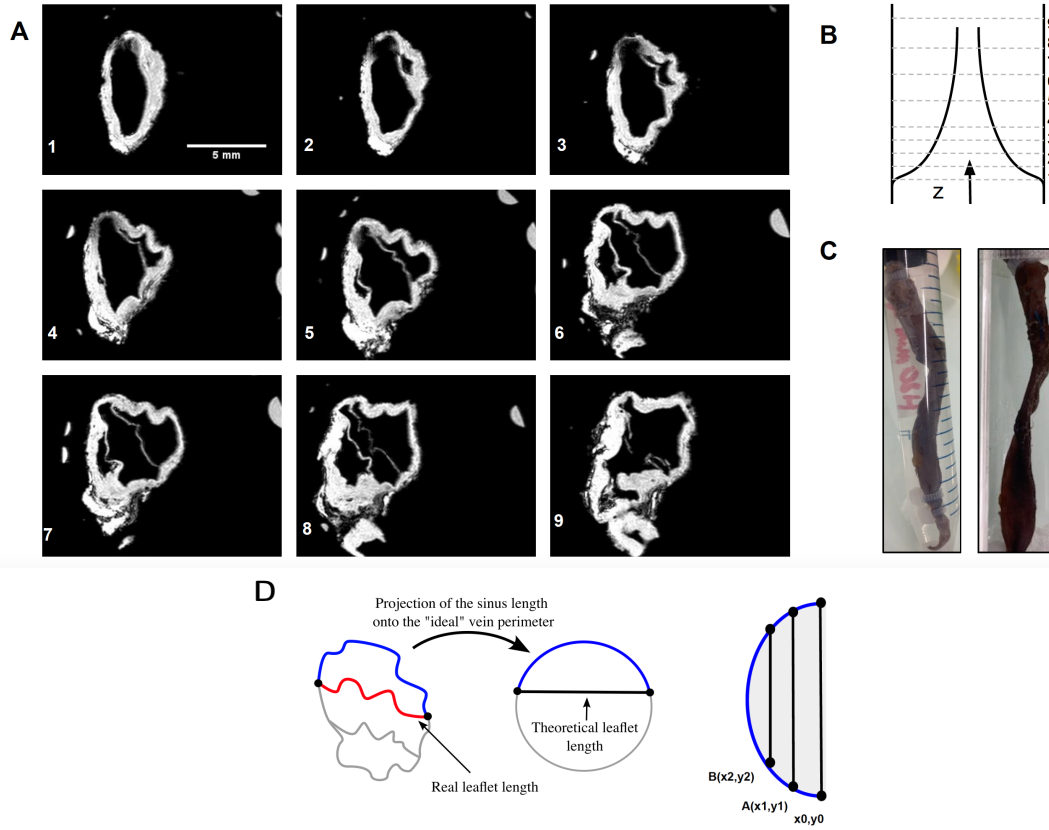 A
1
5 mm
2
3
4
5
6
7
8
9
B
z
C
D
Projection of the sinus length
onto the "ideal" vein perimeter
Theoretical leaflet
length
Real leaflet length
B(x2,y2)
A(x1,y1)
x0,y0